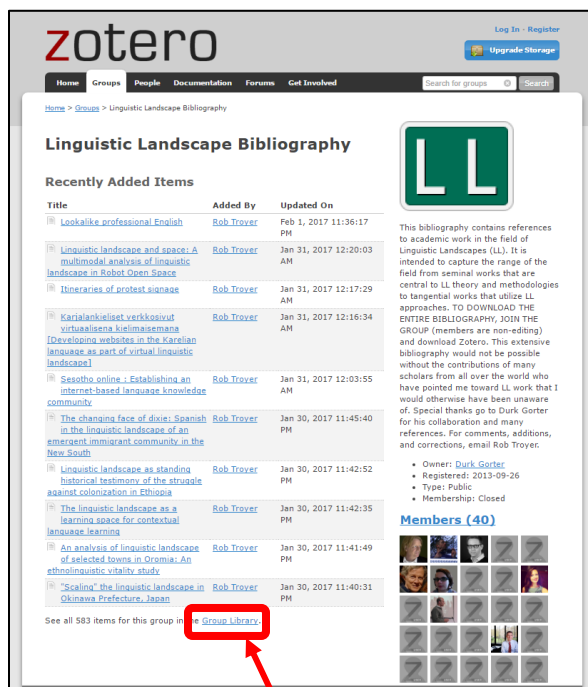 zotero
Log In · Register
Upgrade Storage
Home Groups People Documentation Forums Get Involved
Search for groups
Search
Home > Groups > Linguistic Landscape Bibliography
Linguistic Landscape Bibliography
Recently Added Items
Title Added By Updated On
Lookalike professional English Rob Troyer Feb 1, 2017 11:36:17
PM
Linguistic landscape and space: A Rob Troyer Jan 31, 2017 12:20:03
multimodal analysis of linguistic AM
landscape in Robot Open Space
Itineraries of protest signage Rob Troyer Jan 31, 2017 12:17:29
AM
Karjalankieliset verkkosivut Rob Troyer Jan 31, 2017 12:16:34
virtuaalisena kielimaisemana AM
[Developing websites in the Karelian
language as part of virtual linguistic
landscape]
Sesotho online : Establishing an Rob Troyer Jan 31, 2017 12:03:55
internet-based language knowledge AM
community
The changing face of dixie: Spanish Rob Troyer Jan 30, 2017 11:45:40
in the linguistic landscape of an PM
emergent immigrant community in the
New South
Linguistic landscape as standing Rob Troyer Jan 30, 2017 11:42:52
historical testimony of the struggle PM
against colonization in Ethiopia
The linguistic landscape as a Rob Troyer Jan 30, 2017 11:42:35
learning space for contextual PM
language learning
An analysis of linguistic landscape Rob Troyer Jan 30, 2017 11:41:49
of selected towns in Oromia: An PM
ethnolinguistic vitality study
"Scaling" the linguistic landscape in Rob Troyer Jan 30, 2017 11:40:31
Okinawa Prefecture, Japan PM
See all 583 items for this group in the Group Library.
LL
This bibliography contains references
to academic work in the field of
Linguistic Landscapes (LL). It is
intended to capture the range of the
field from seminal works that are
central to LL theory and methodologies
to tangential works that utilize LL
approaches. TO DOWNLOAD THE
ENTIRE BIBLIOGRAPHY, JOIN THE
GROUP (members are non-editing)
and download Zotero. This extensive
bibliography would not be possible
without the contributions of many
scholars from all over the world who
have pointed me toward LL work that I
would otherwise have been unaware
of. Special thanks go to Durk Gorter
for his collaboration and many
references. For comments, additions,
and corrections, email Rob Troyer.
• Owner: Durk Gorter
• Registered: 2013-09-26
• Type: Public
• Membership: Closed
Members (40)